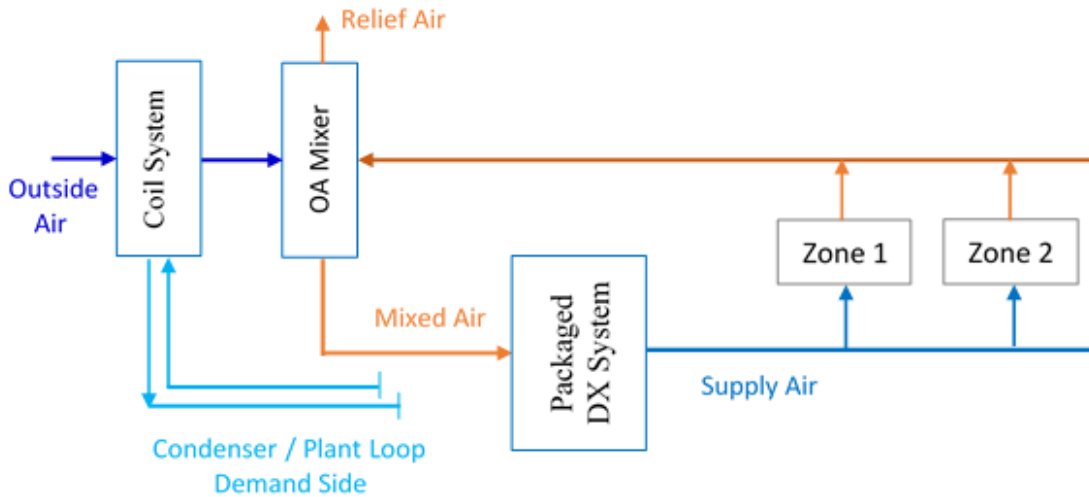 Relief Air
Coil System
OA Mixer
Outside
Air
Zone 1
Zone 2
Mixed Air
Packaged
DX System
Supply Air
Condenser / Plant Loop
Demand Side